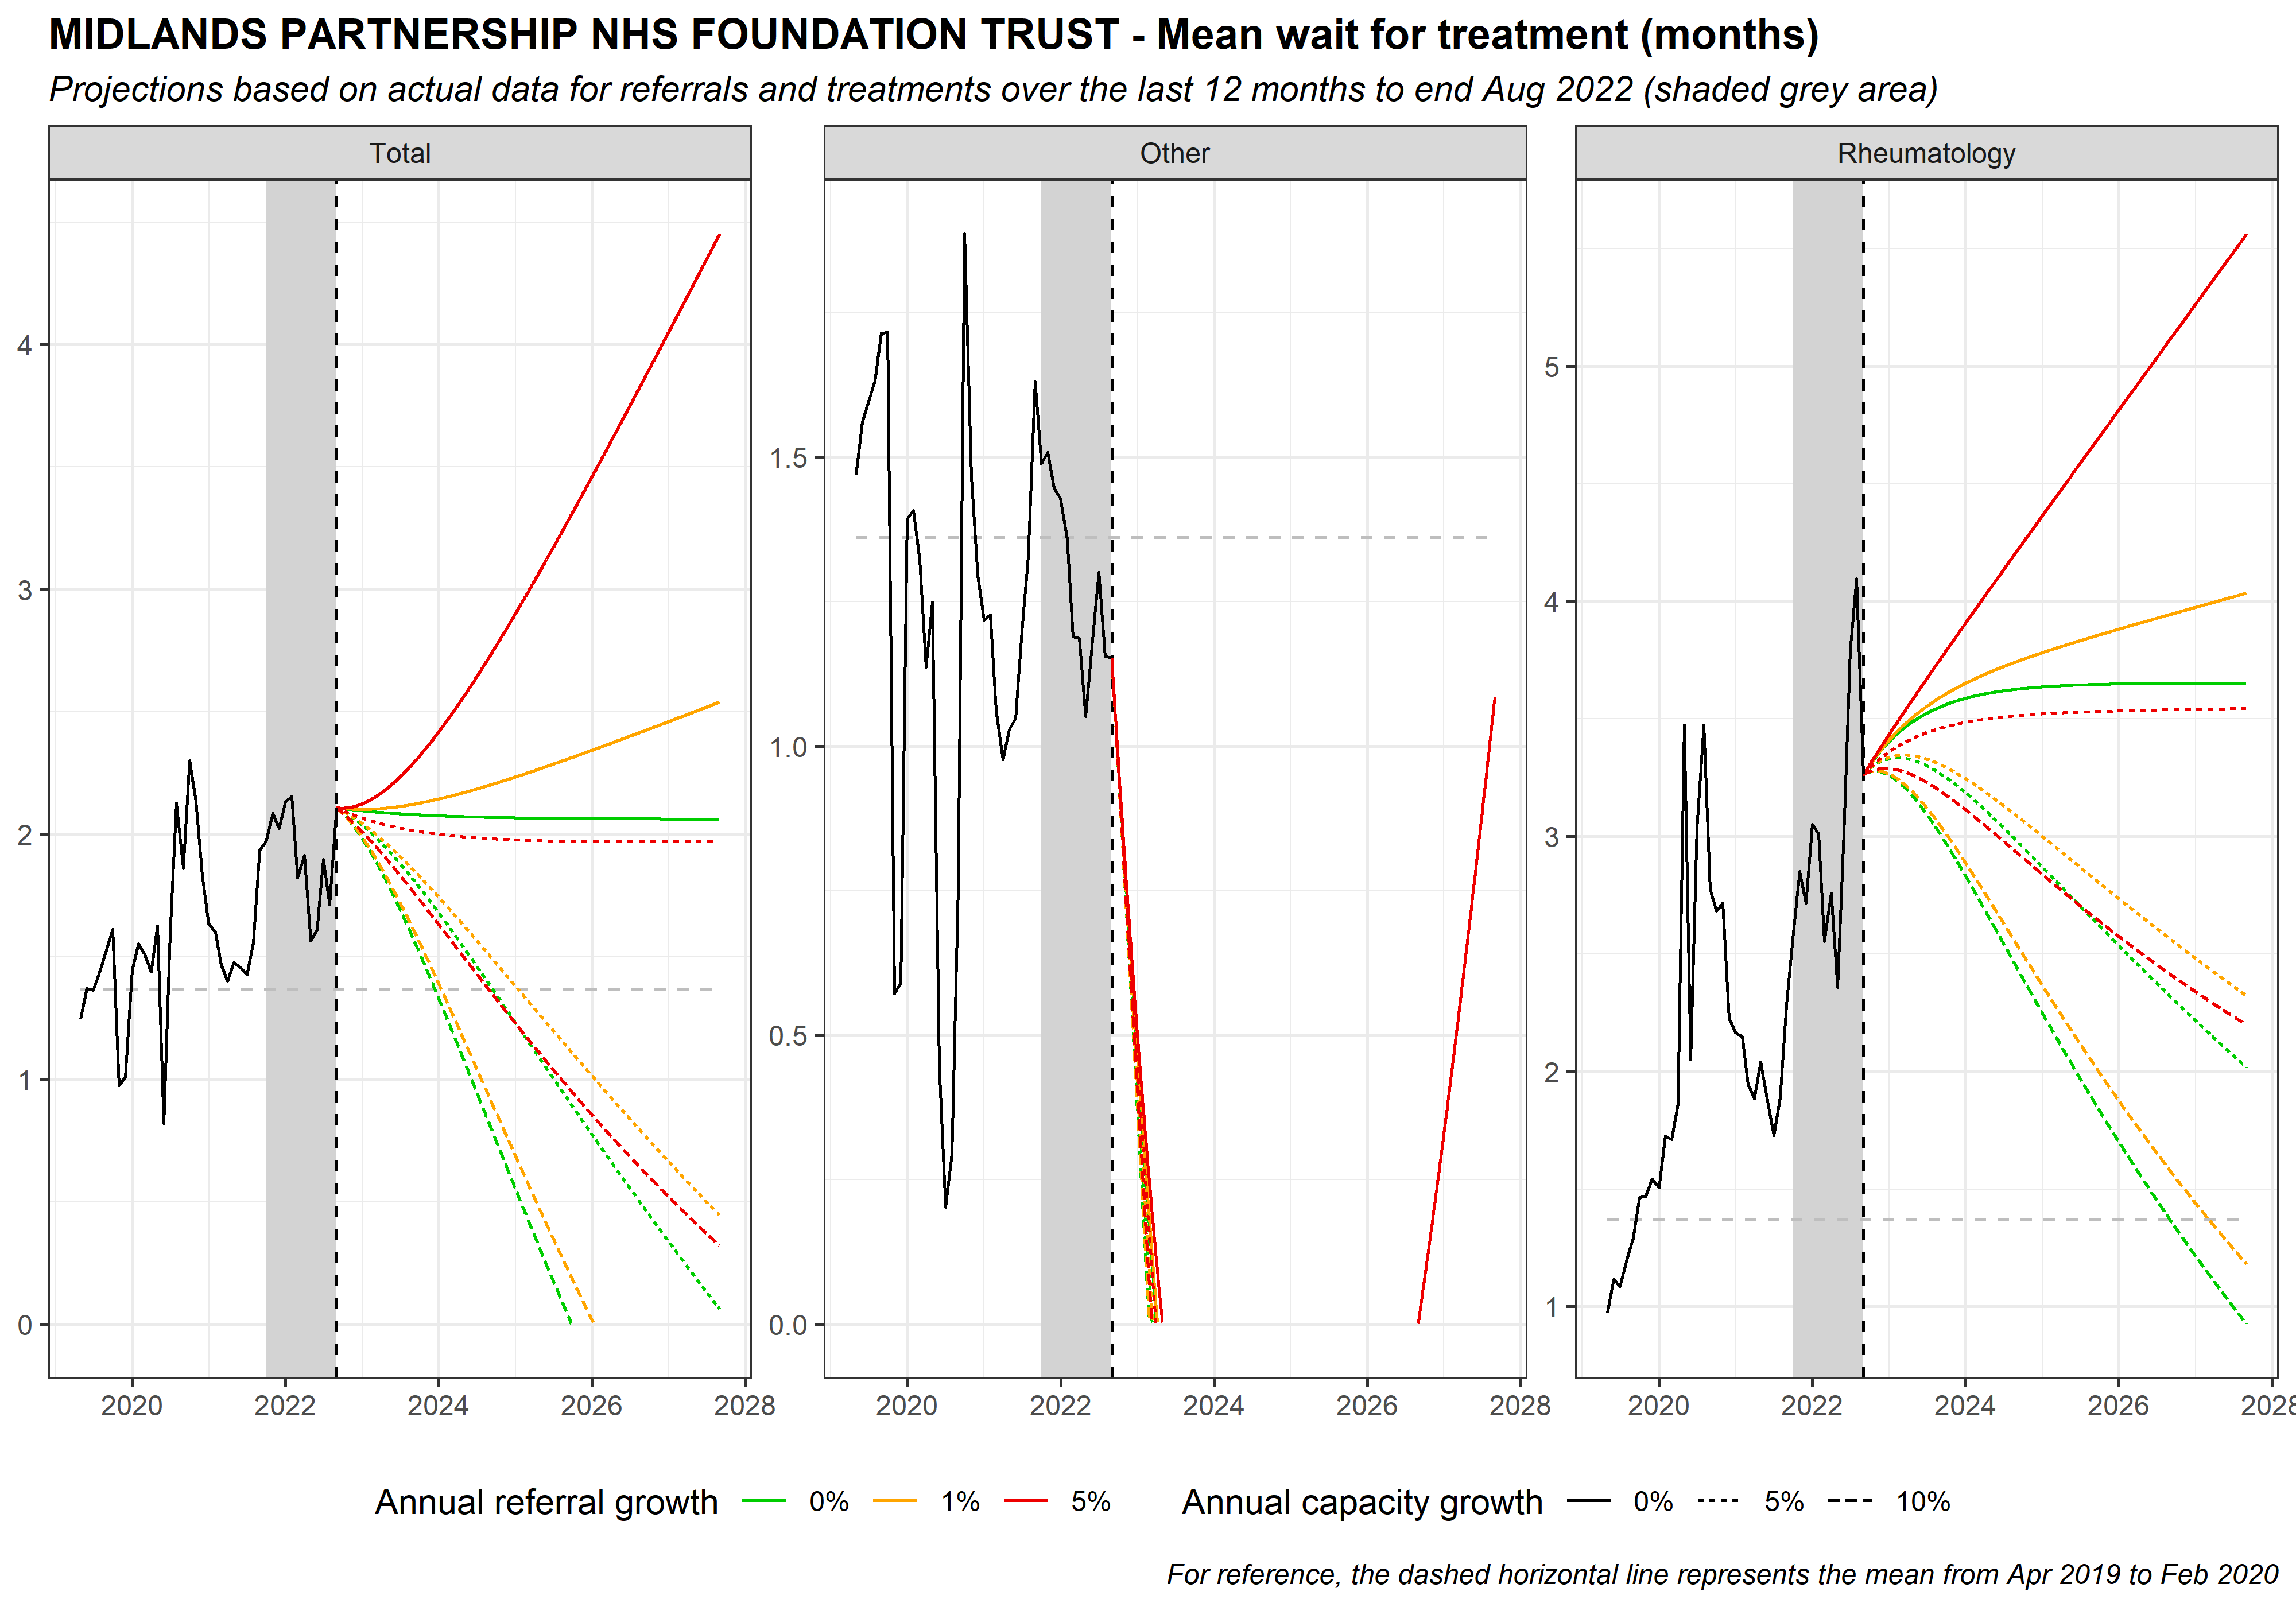 MIDLANDS PARTNERSHIP NHS FOUNDATION TRUST - Mean wait for treatment (months)
Projections based on actual data for referrals and treatments over the last 12 months to end Aug 2022 (shaded grey area)
Total
Other
Rheumatology
4
3
2
1
0
1.5
1.0
0.5
0.0
5
4
3
2
1
2020 2022 2024 2026 2028
2020 2022 2024 2026 2028
2020 2022 2024 2026 2028
Annual referral growth 0% 1% 5%
Annual capacity growth 0% 5% 10%
For reference, the dashed horizontal line represents the mean from Apr 2019 to Feb 2020